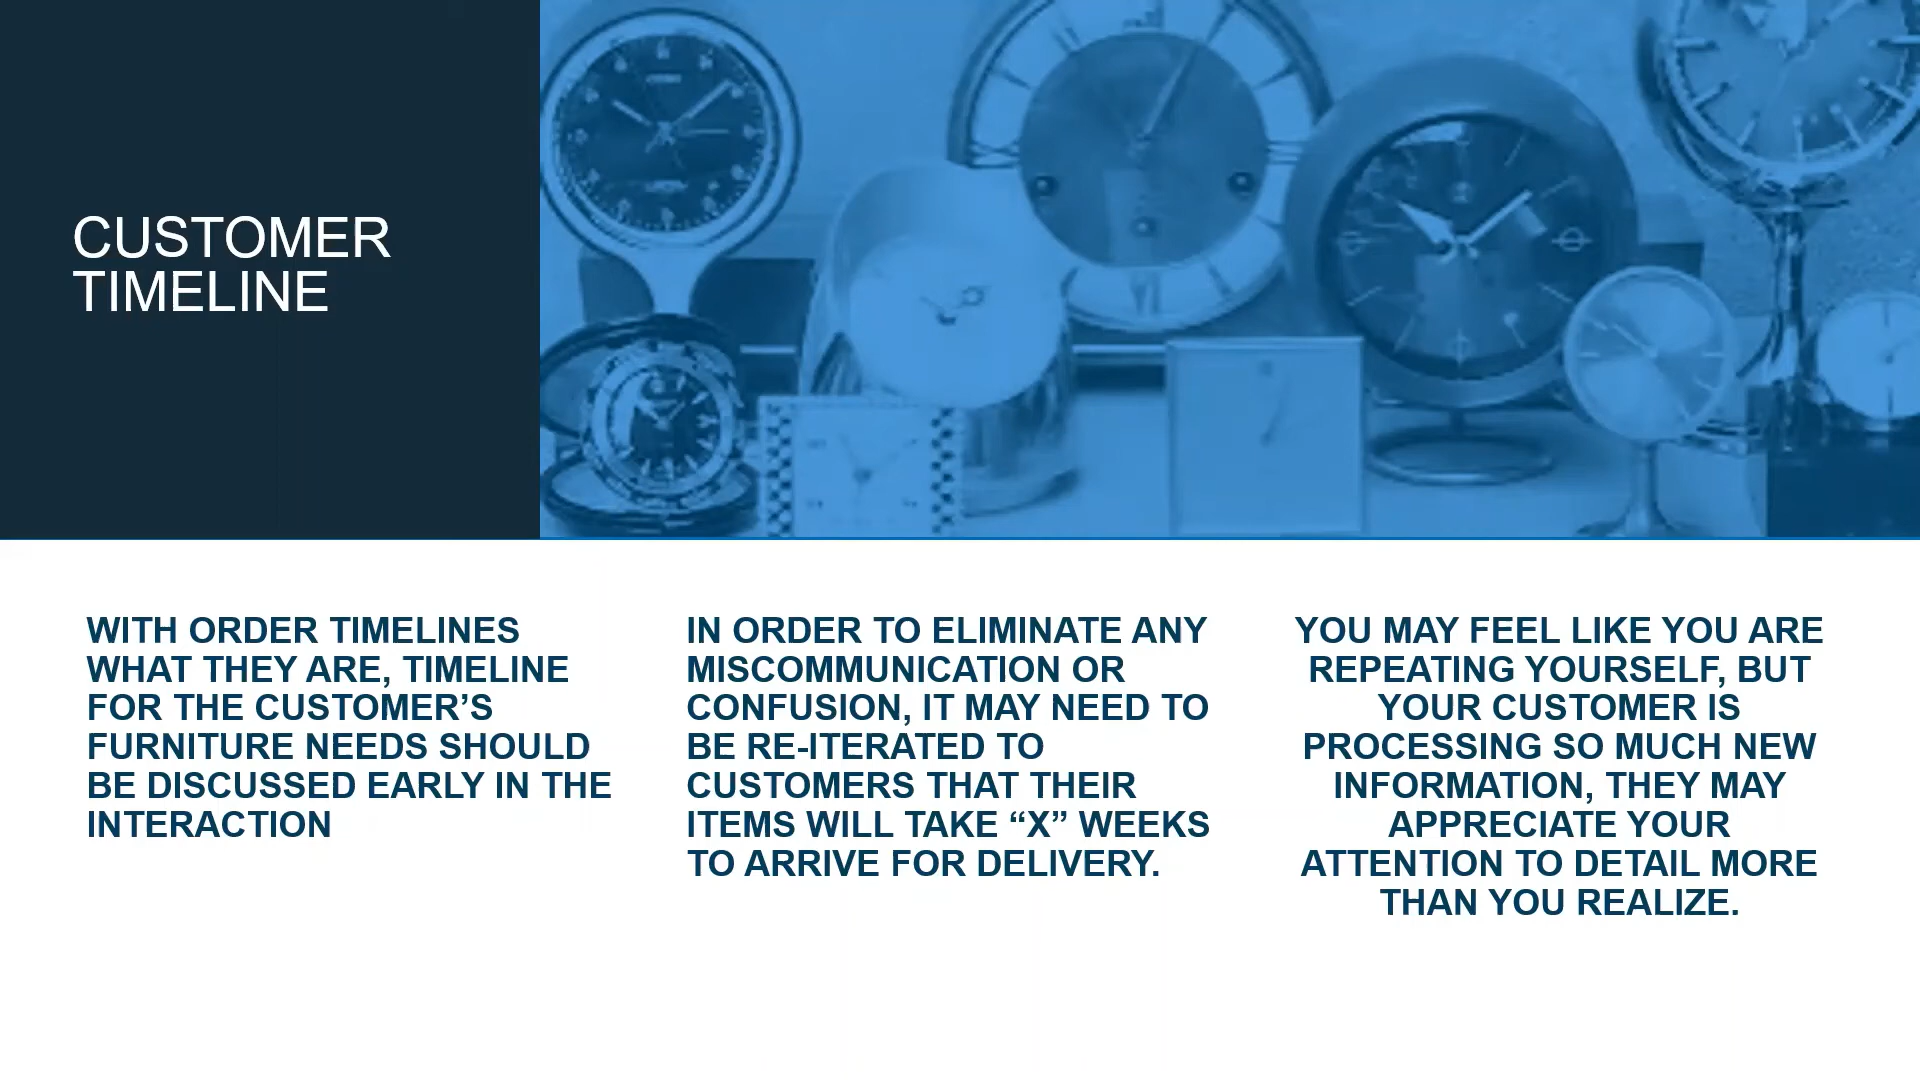 CUSTOMER
TIMELINE
WITH ORDER TIMELINES
WHAT THEY ARE, TIMELINE
FOR THE CUSTOMER’S
FURNITURE NEEDS SHOULD
BE DISCUSSED EARLY IN THE
INTERACTION
IN ORDER TO ELIMINATE ANY
MISCOMMUNICATION OR
CONFUSION, IT MAY NEED TO
BE RE-ITERATED TO
CUSTOMERS THAT THEIR
ITEMS WILL TAKE “X” WEEKS
TO ARRIVE FOR DELIVERY.
YOU MAY FEEL LIKE YOU ARE
REPEATING YOURSELF, BUT
YOUR CUSTOMER IS
PROCESSING SO MUCH NEW
INFORMATION, THEY MAY
APPRECIATE YOUR
ATTENTION TO DETAIL MORE
THAN YOU REALIZE.